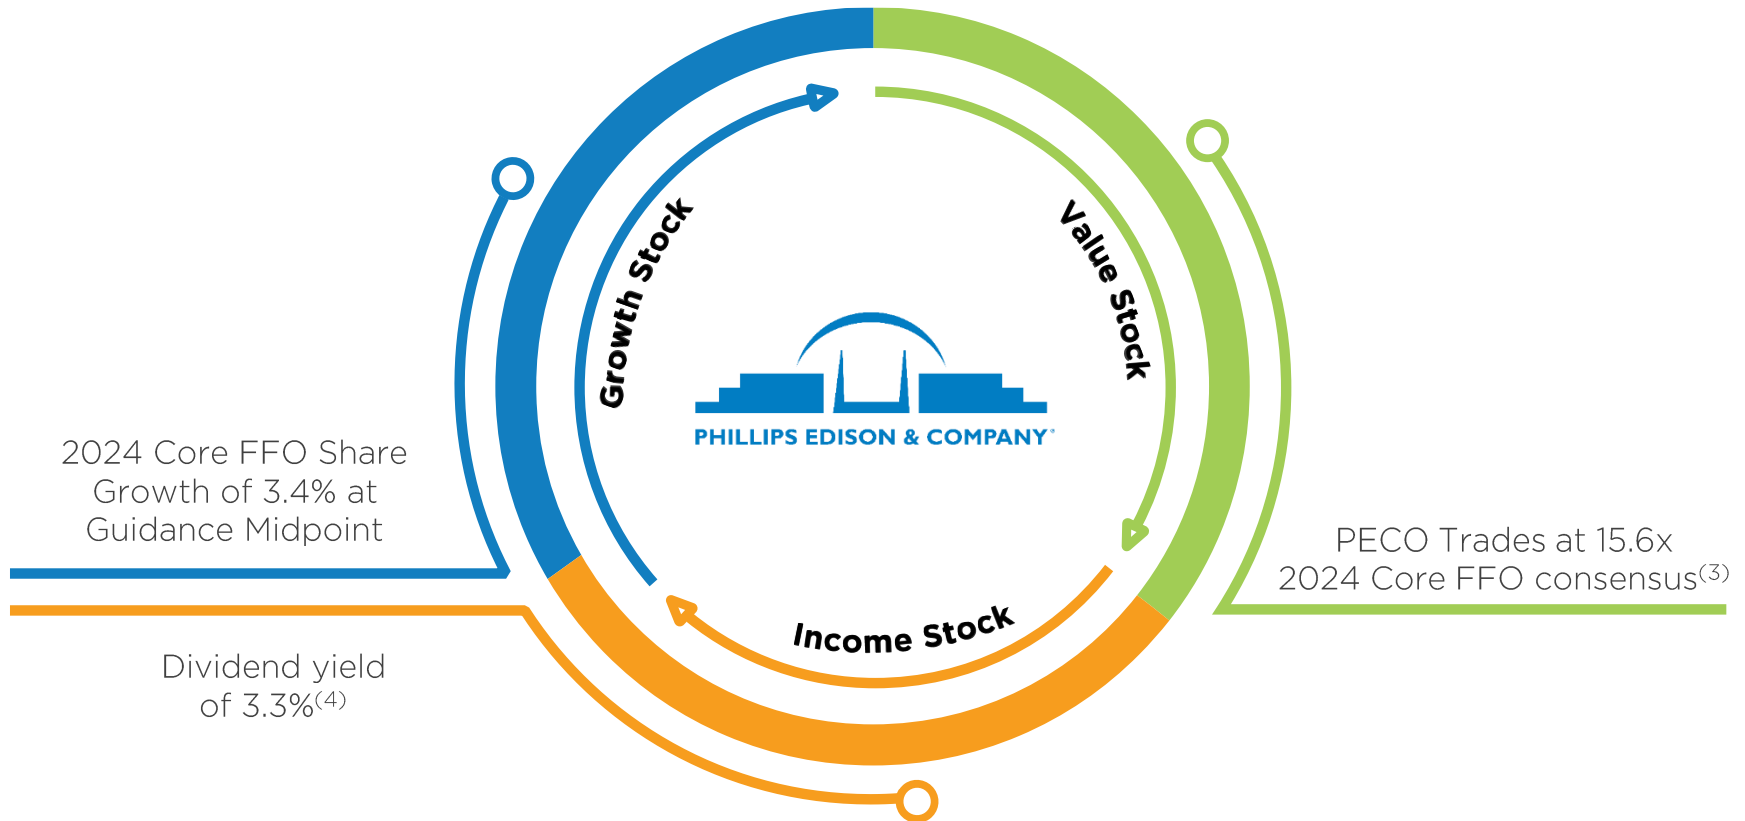 Growth Stock
Value Stock
PHILLIPS EDISON & COMPANY®
Income Stock
2024 Core FFO Share
Growth of 3.4% at
Guidance Midpoint
Dividend yield
of 3.3%(4)
PECO Trades at 15.6x
2024 Core FFO consensus(3)